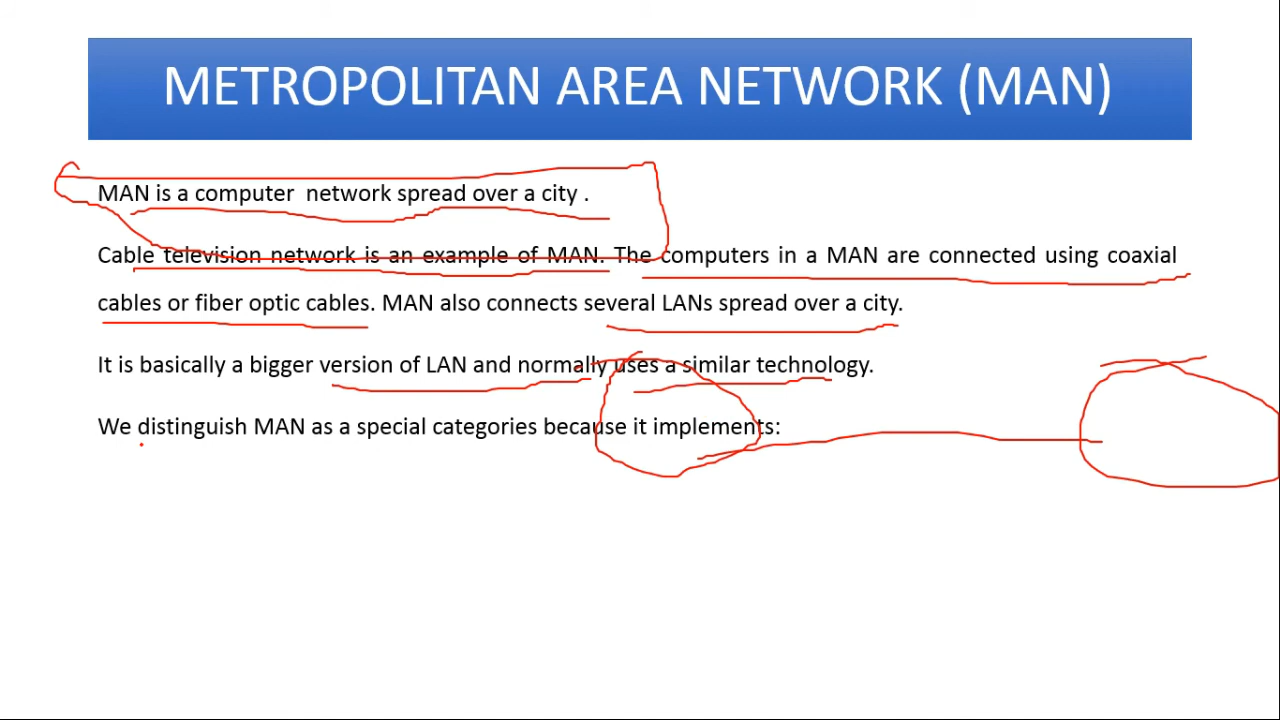 METROPOLITAN AREA NETWORK (MAN)
MAN is a computer network spread over a city .
Cable television network is an example of MAN. The computers in a MAN are connected using coaxial
cables or fiber optic cables. MAN also connects several LANs spread over a city.
It is basically a bigger version of LAN and normally uses a similar technology.
We distinguish MAN as a special categories because it implements: